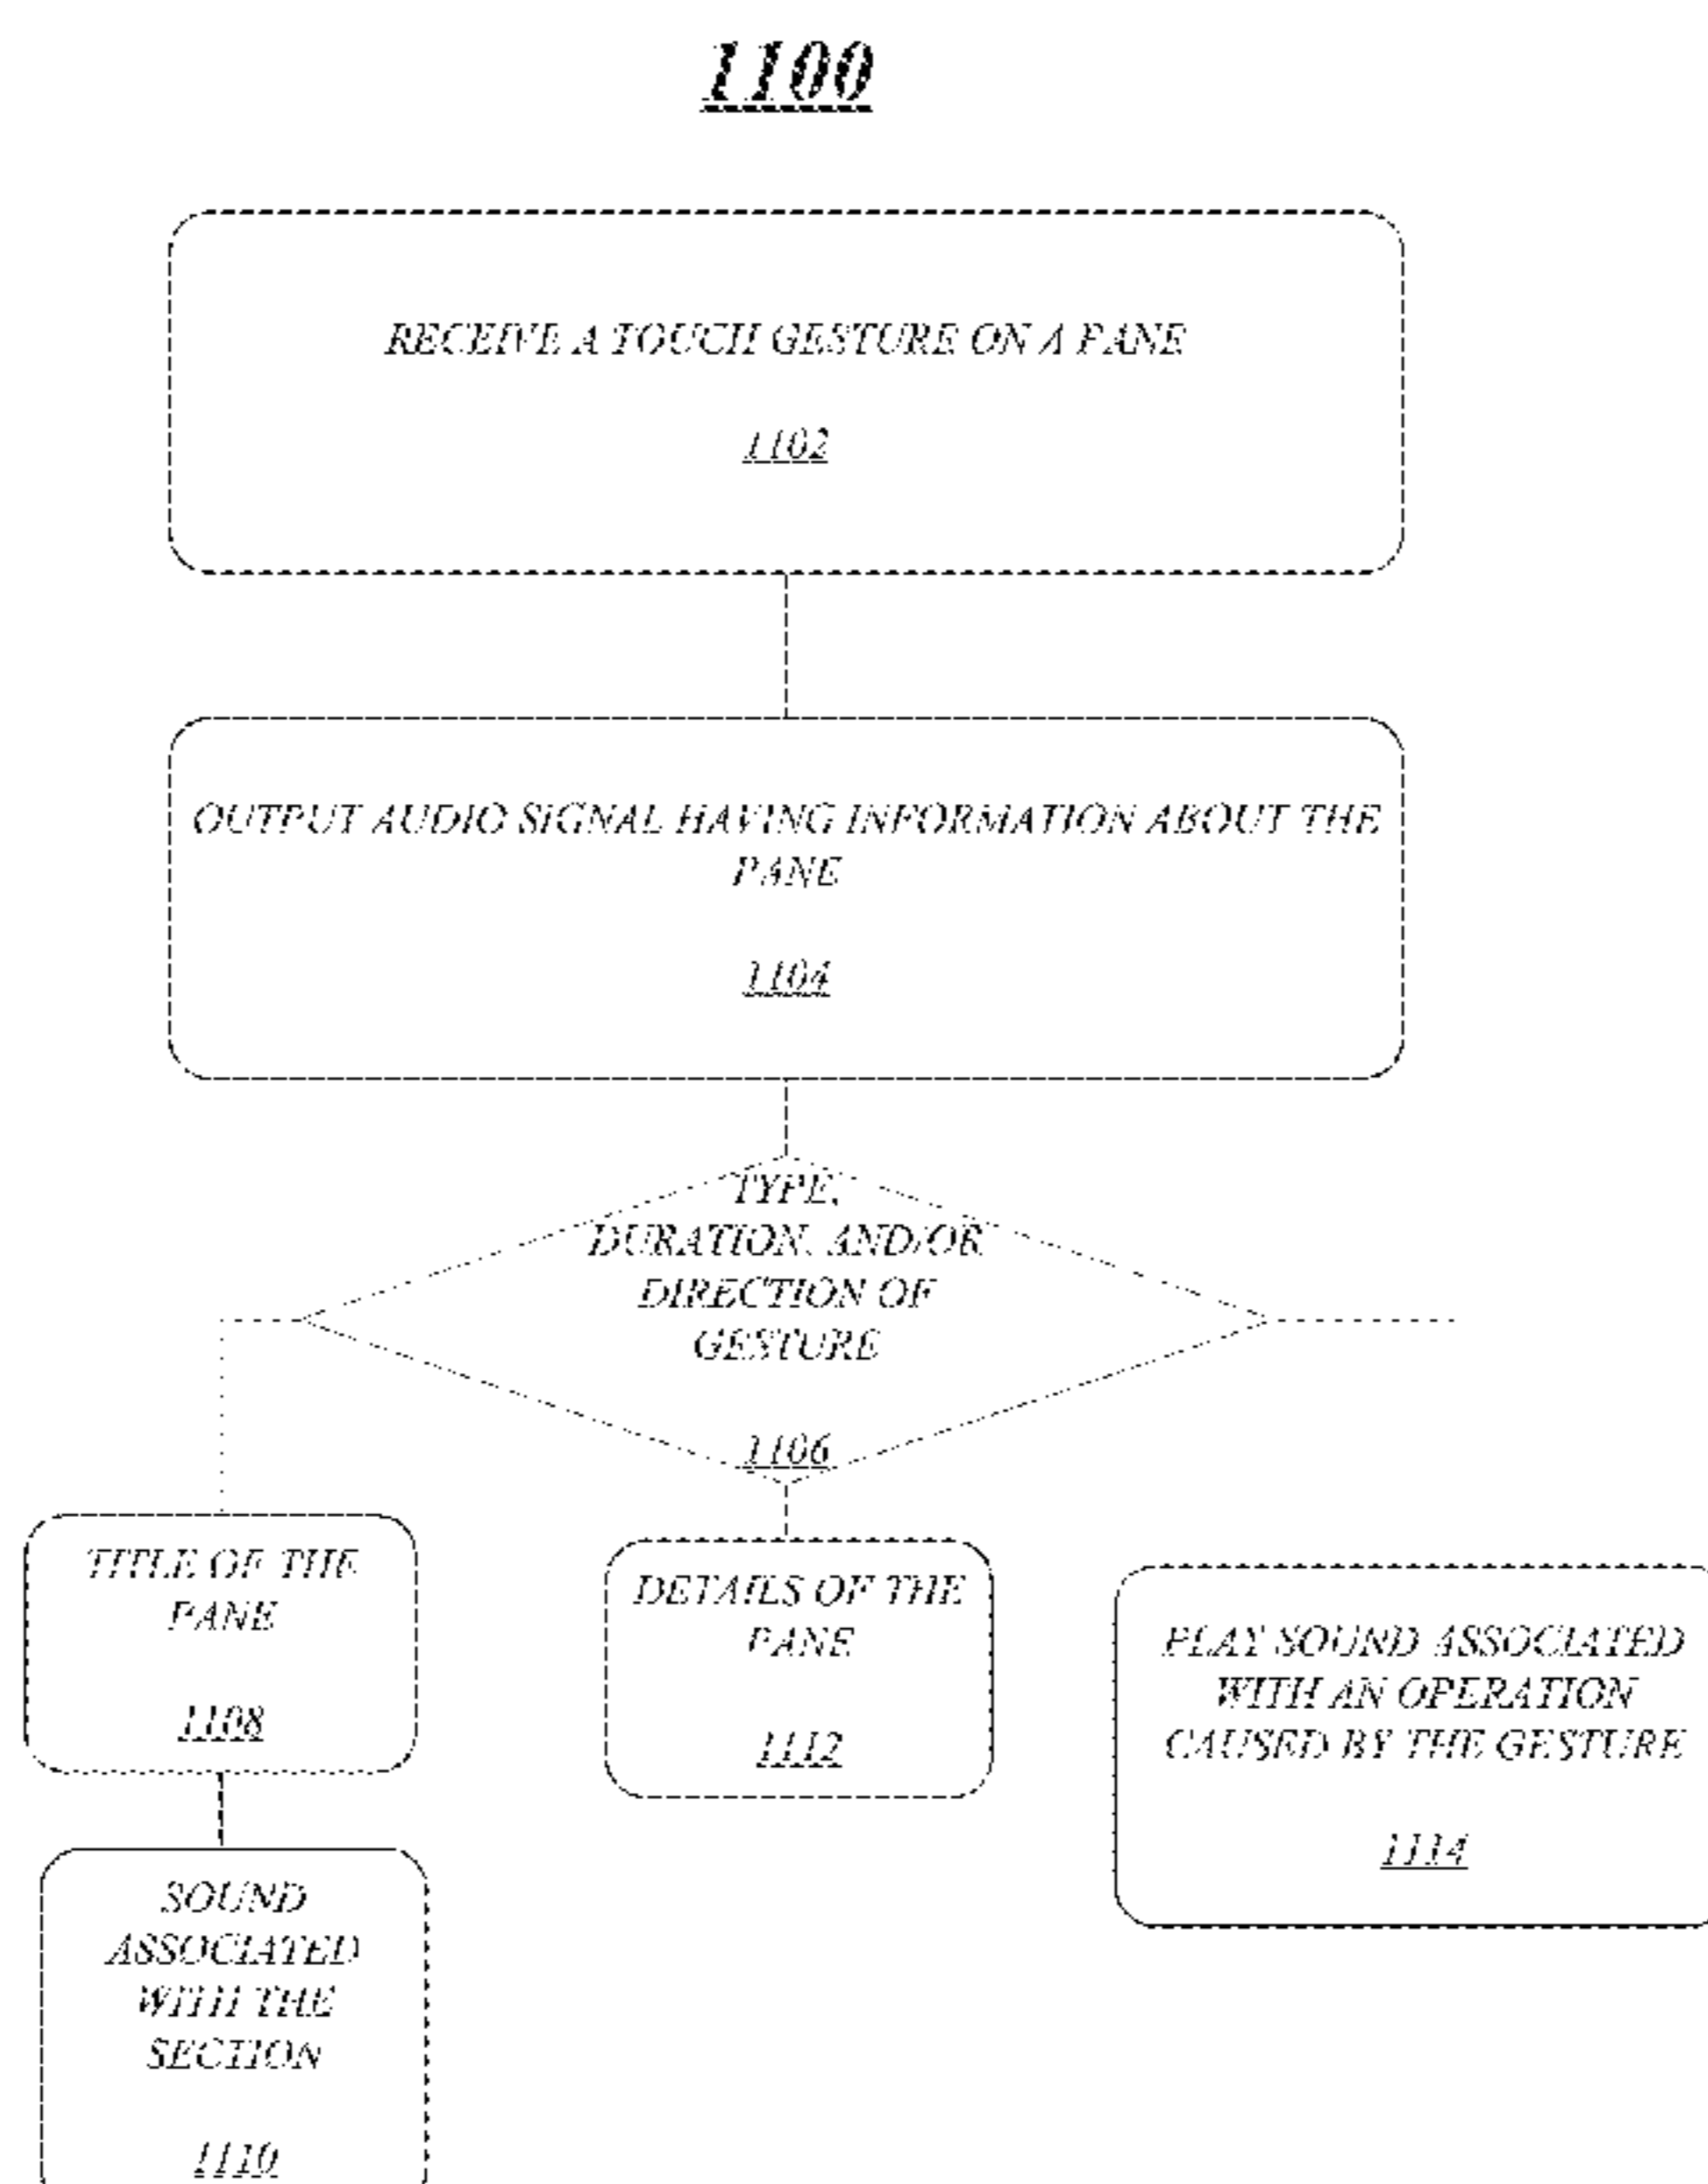 1100
RECEIVE A TOUCH GESTURE ON A PANE
1102
OUTPUT AUDIO SIGNAL HAVING INFORMATION ABOUT THE
PANE
1104
TYPE,
DURATION, AND/OR
DIRECTION OF
GESTURE
1106
TITLE OF THE
PANE
1108
DETAILS OF THE
PANE
1112
PLAY SOUND ASSOCIATED
WITH AN OPERATION
CAUSED BY THE GESTURE
1114
SOUND
ASSOCIATED
WITH THE
SECTION
1110